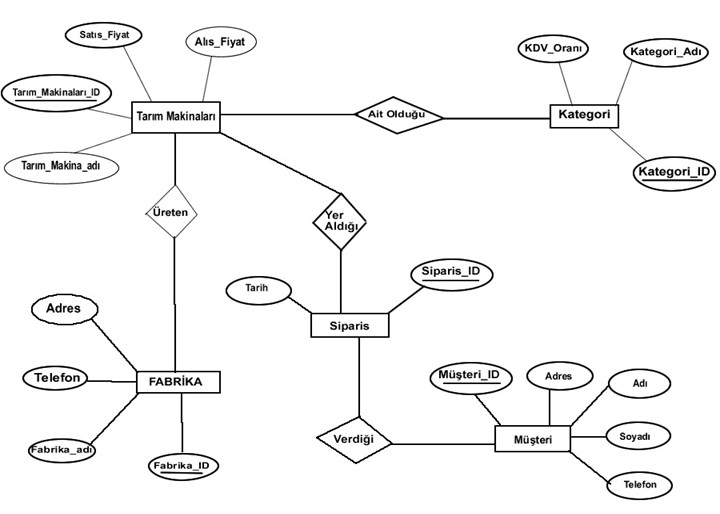 Satıs_Fiyat
Alıs_Fiyat
KDV_Oranı
Kategori_Adı
Tarım_Makinaları_ID
Tarım Makinaları
Ait Olduğu
Kategori
Tarım_Makina_adı
Kategori_ID
Üreten
Yer
Aldığı
Siparis_ID
Tarih
Adres
Siparis
Telefon
FABRİKA
Müşteri_ID
Adres
Adı
Verdiği
Müşteri
Soyadı
Fabrika_adı
Fabrika_ID
Telefon